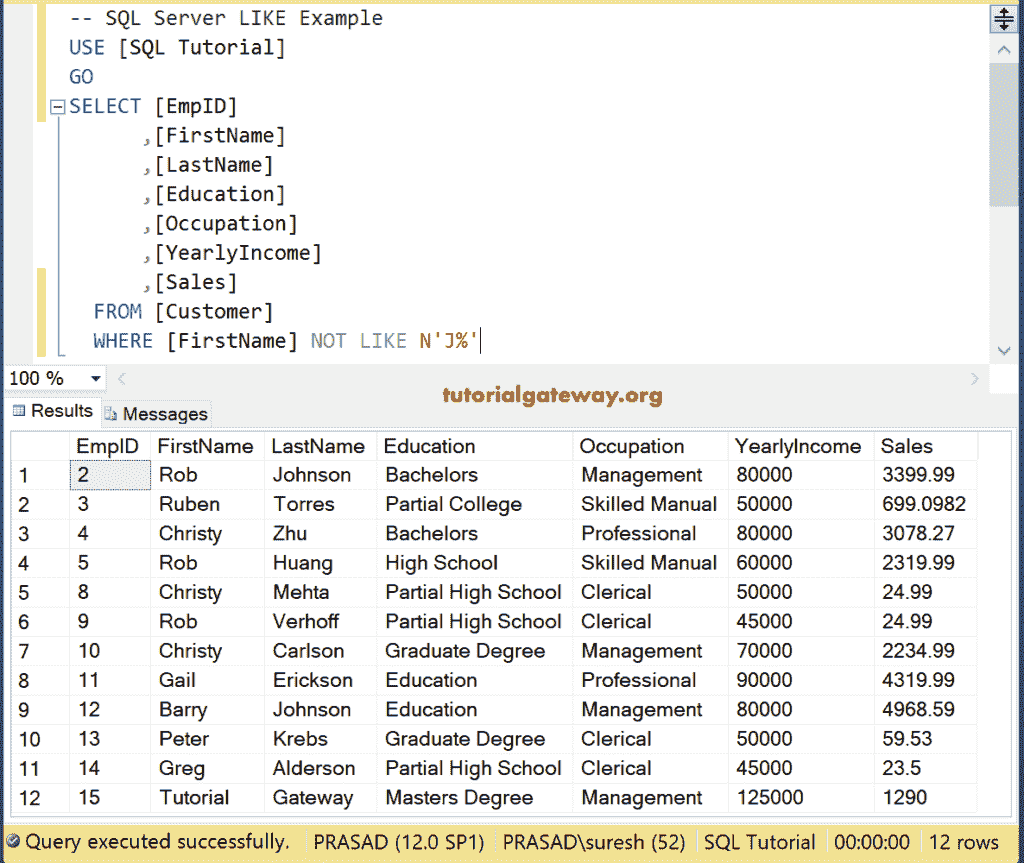 -- SQL Server LIKE Example
USE [SQL Tutorial]
GO
SELECT [EmpID]
,[FirstName]
,[LastName]
,[Education]
,[Occupation]
,[YearlyIncome]
,[Sales]
FROM [Customer]
WHERE [FirstName] NOT LIKE N'J%'
100 %
tutorialgateway.org
Results Messages
EmpID FirstName LastName Education Occupation YearlyIncome Sales
1 2 Rob Johnson Bachelors Management 80000 3399.99
2 3 Ruben Torres Partial College Skilled Manual 50000 699.0982
3 4 Christy Zhu Bachelors Professional 80000 3078.27
4 5 Rob Huang High School Skilled Manual 60000 2319.99
5 8 Christy Mehta Partial High School Clerical 50000 24.99
6 9 Rob Verhoff Partial High School Clerical 45000 24.99
7 10 Christy Carlson Graduate Degree Management 70000 2234.99
8 11 Gail Erickson Education Professional 90000 4319.99
9 12 Barry Johnson Education Management 80000 4968.59
10 13 Peter Krebs Graduate Degree Clerical 50000 59.53
11 14 Greg Alderson Partial High School Clerical 45000 23.5
12 15 Tutorial Gateway Masters Degree Management 125000 1290
Query executed successfully. PRASAD (12.0 SP1) PRASAD\suresh (52) SQL Tutorial 00:00:00 12 rows